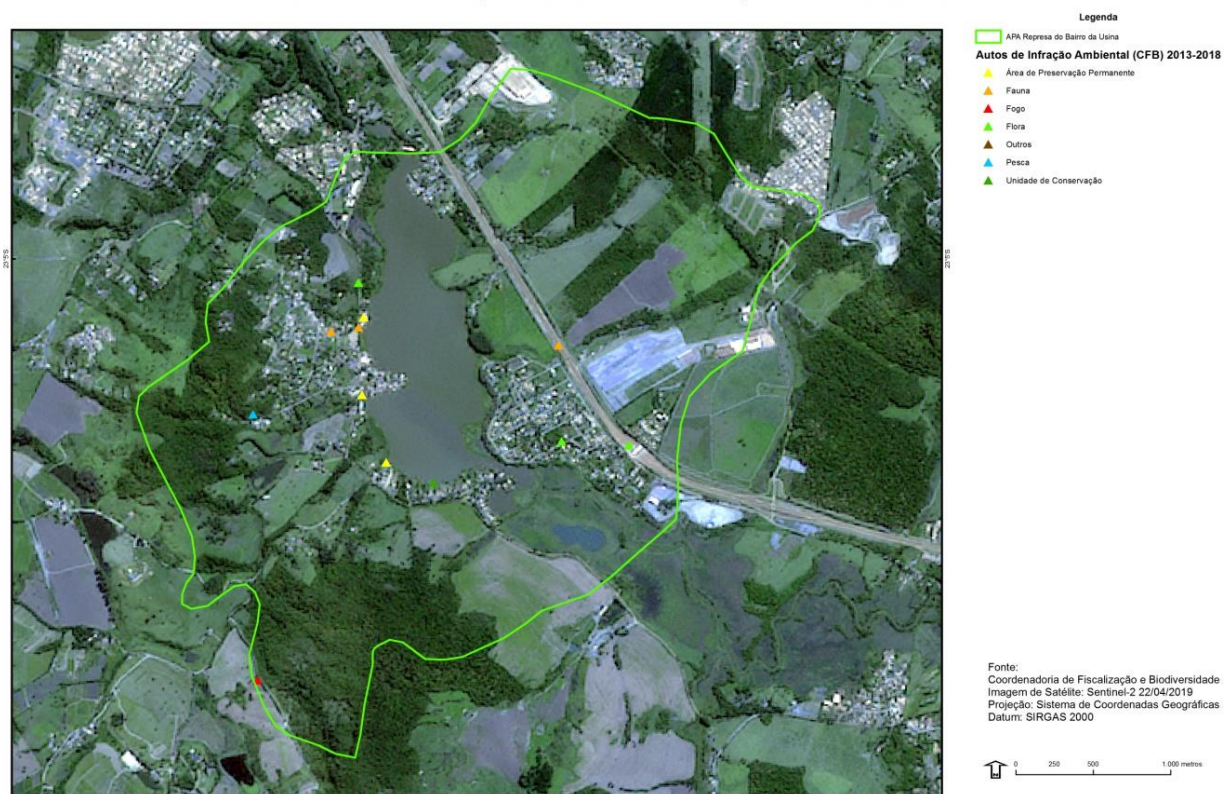 Legenda
APA Represa do Bairro da Usina
Autos de Infração Ambiental (CFB) 2013-2018
Área de Preservação Permanente
Fauna
Fogo
Flora
Outros
Pesca
Unidade de Conservação
23°5'S
23°5'S
Fonte:
Coordenadoria de Fiscalização e Biodiversidade
Imagem de Satélite: Sentinel-2 22/04/2019
Projeção: Sistema de Coordenadas Geográficas
Datum: SIRGAS 2000
0 250 500 1.000 metros